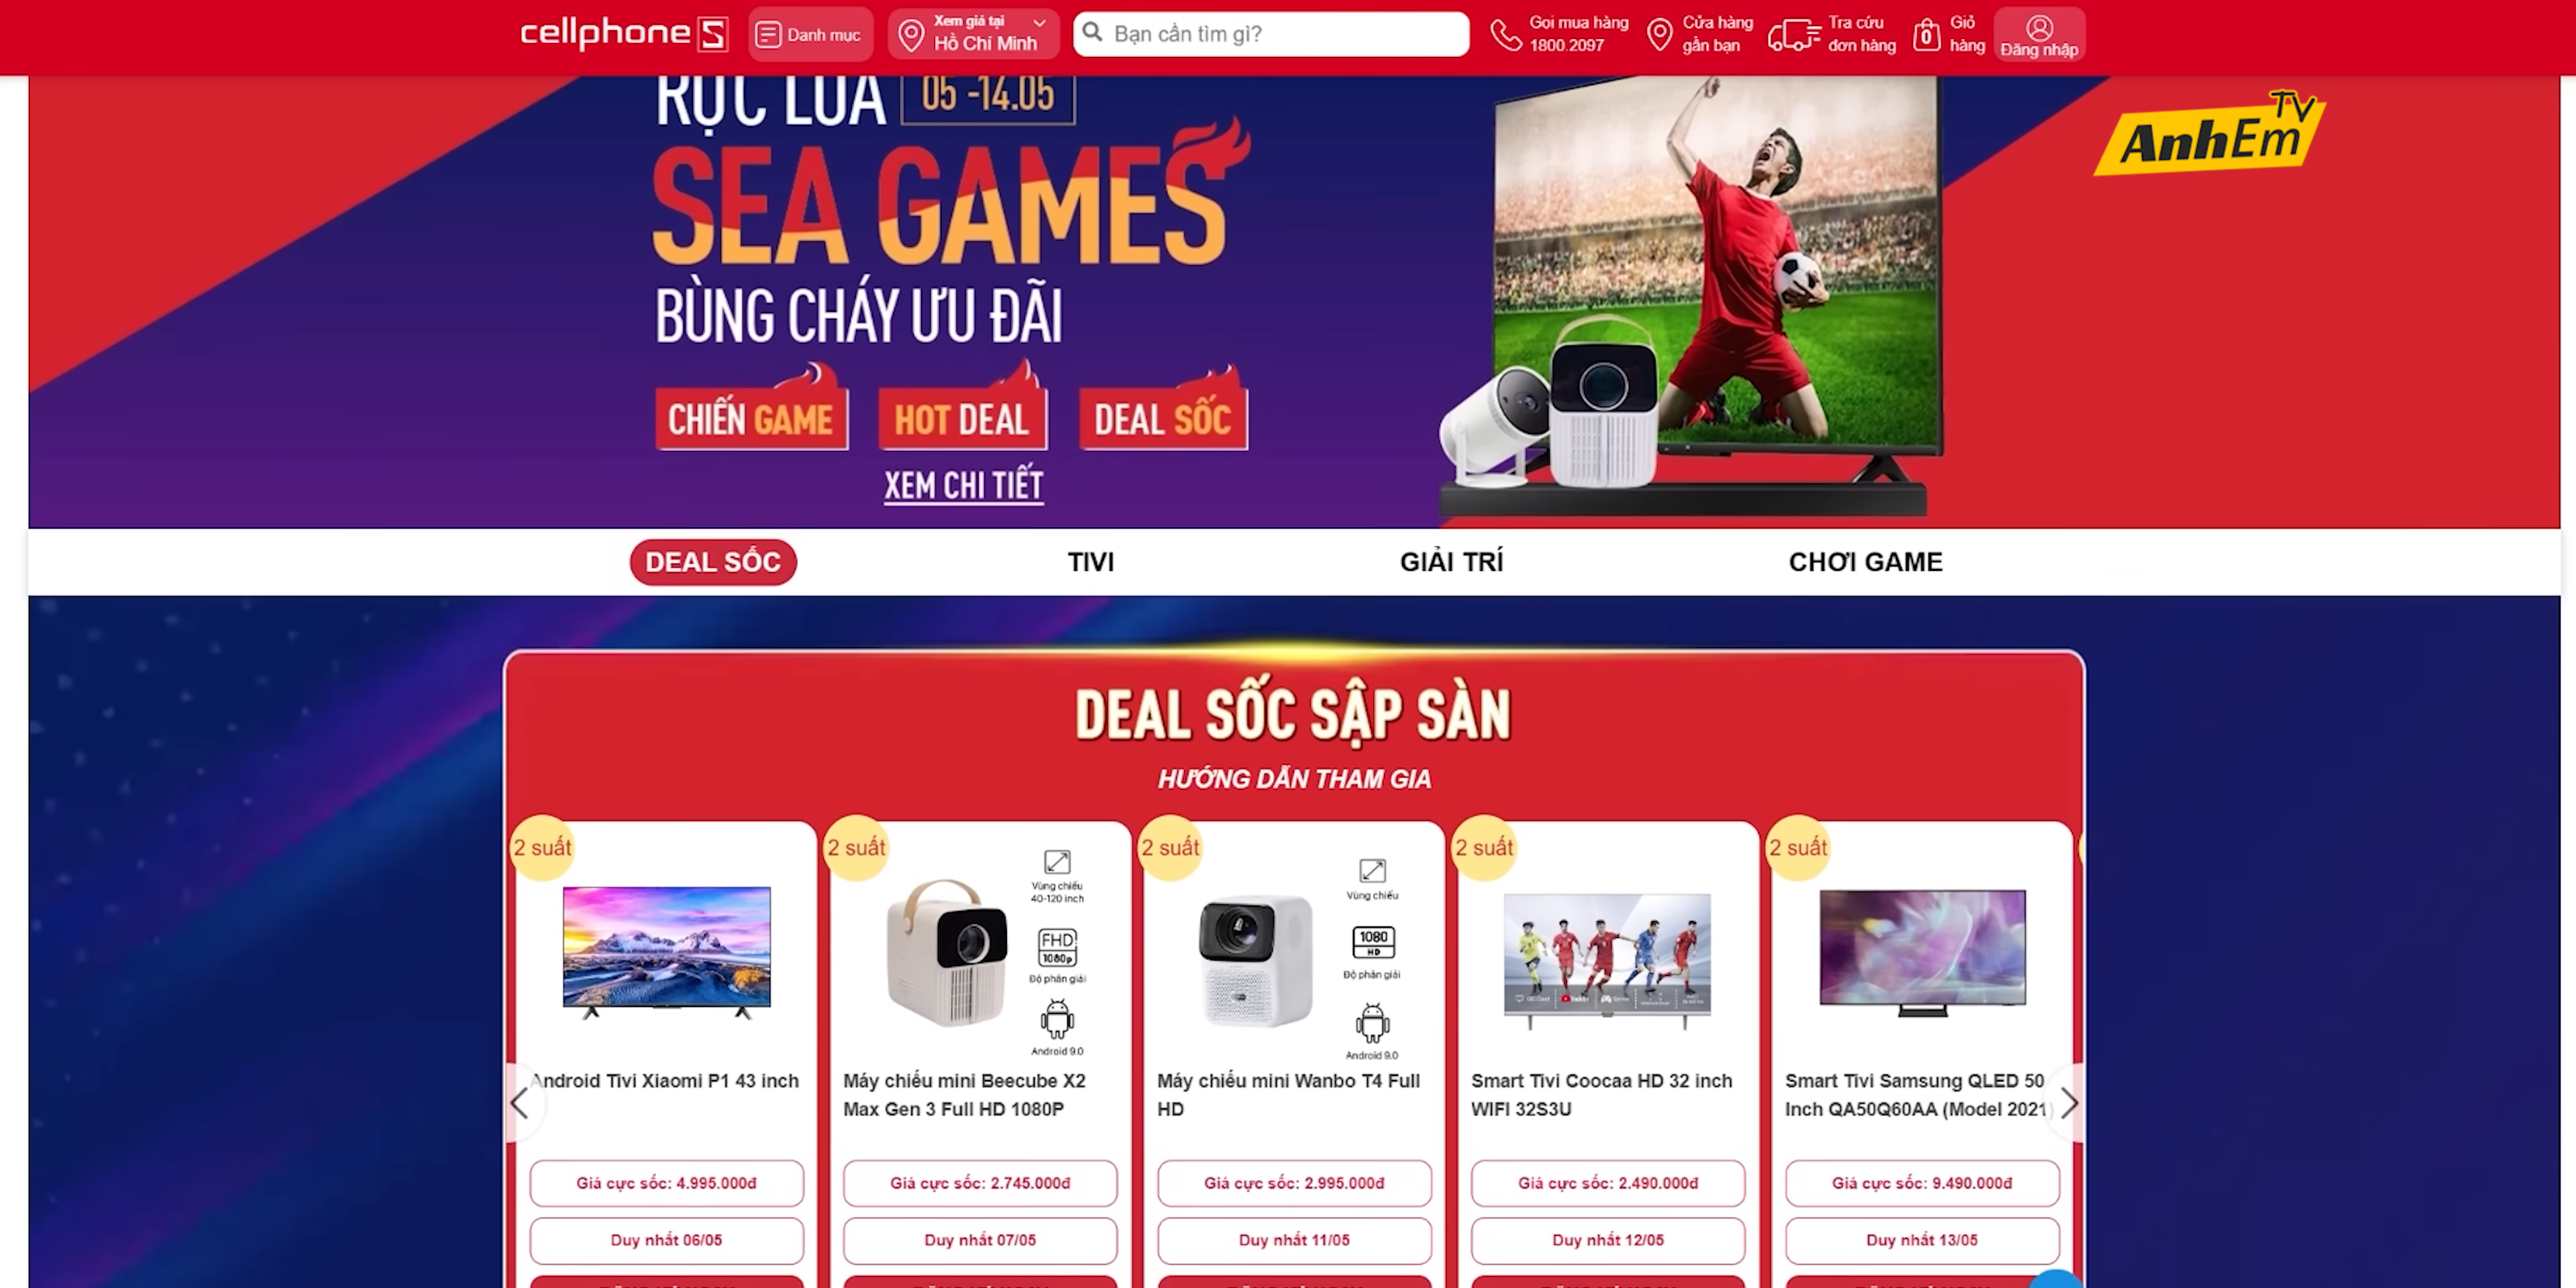 cellphoneS
Danh mục
Xem giá tại
Hồ Chí Minh
Bạn cần tìm gì?
Gọi mua hàng
1800.2097
Cửa hàng
gần bạn
Tra cứu
đơn hàng
0
Giỏ
hàng
Đăng nhập
RỰC LỬA
05 -14.05
SEA GAMES
BÙNG CHÁY ƯU ĐÃI
CHIẾN GAME
HOT DEAL
DEAL SỐC
XEM CHI TIẾT
AnhEm TV
DEAL SỐC
TIVI
GIẢI TRÍ
CHƠI GAME
DEAL SỐC SẬP SÀN
HƯỚNG DẪN THAM GIA
2 suất
Android Tivi Xiaomi P1 43 inch
Giá cực sốc: 4.995.000đ
Duy nhất 06/05
2 suất
Vùng chiếu
40-120 inch
FHD
1080p
Độ phân giải
Android 9.0
Máy chiếu mini Beecube X2
Max Gen 3 Full HD 1080P
Giá cực sốc: 2.745.000đ
Duy nhất 07/05
2 suất
Vùng chiếu
1080
HD
Độ phân giải
Android 9.0
Máy chiếu mini Wanbo T4 Full
HD
Giá cực sốc: 2.995.000đ
Duy nhất 11/05
2 suất
Smart Tivi Coocaa HD 32 inch
WIFI 32S3U
Giá cực sốc: 2.490.000đ
Duy nhất 12/05
2 suất
Smart Tivi Samsung QLED 50
Inch QA50Q60AA (Model 2021)
Giá cực sốc: 9.490.000đ
Duy nhất 13/05